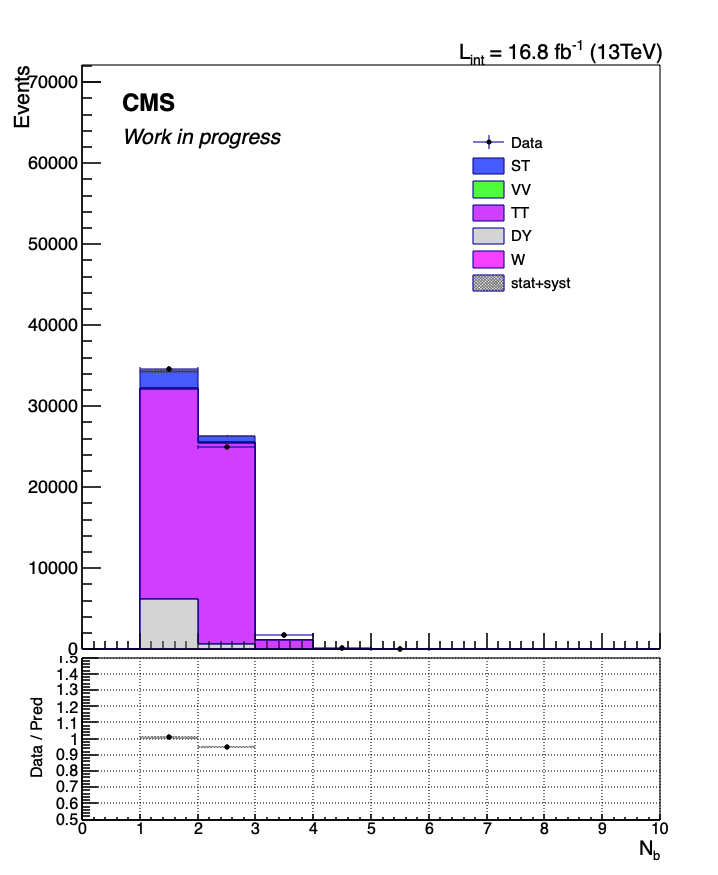 L_int = 16.8 fb^-1 (13TeV)
Events
70000
CMS
Work in progress
60000
Data
ST
VV
TT
DY
W
stat+syst
50000
40000
30000
20000
10000
0
Data / Pred
1.5
1.4
1.3
1.2
1.1
1
0.9
0.8
0.7
0.6
0.5
0 1 2 3 4 5 6 7 8 9 10
N_b